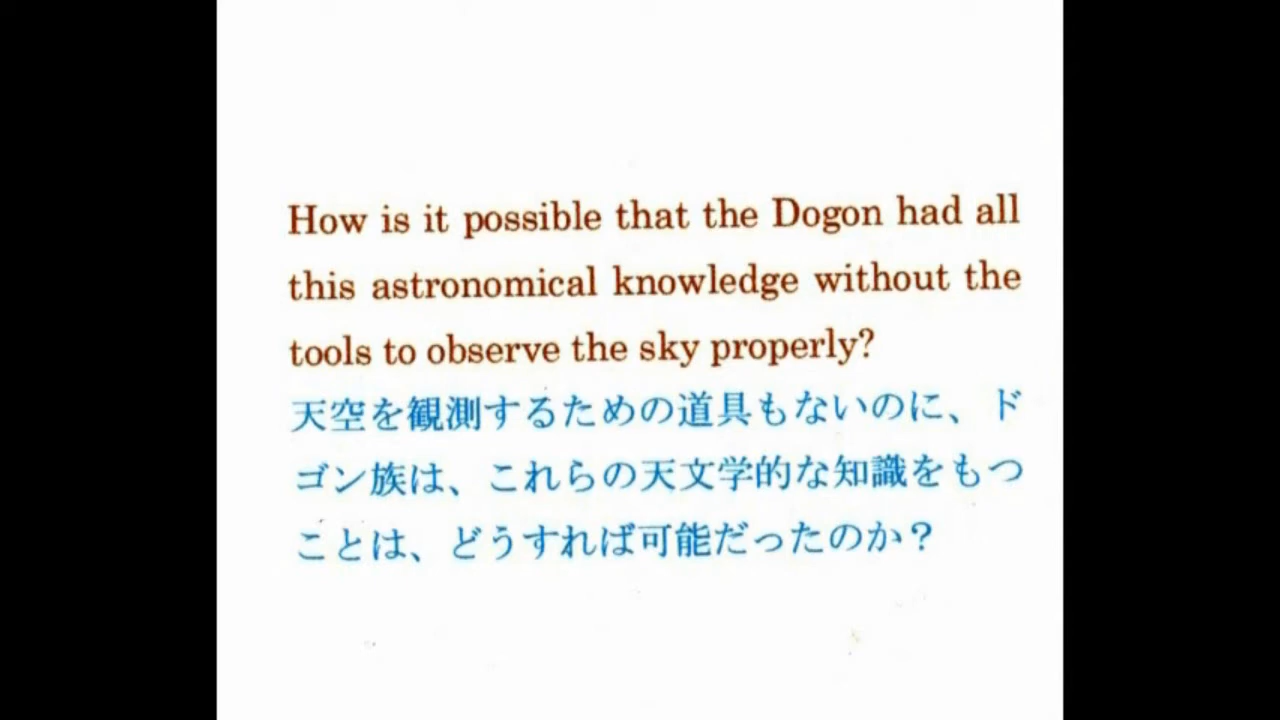 How is it possible that the Dogon had all
this astronomical knowledge without the
tools to observe the sky properly?
天空を観測するための道具もないのに、ド
ゴン族は、これらの天文学的な知識をもつ
ことは、どうすれば可能だったのか？